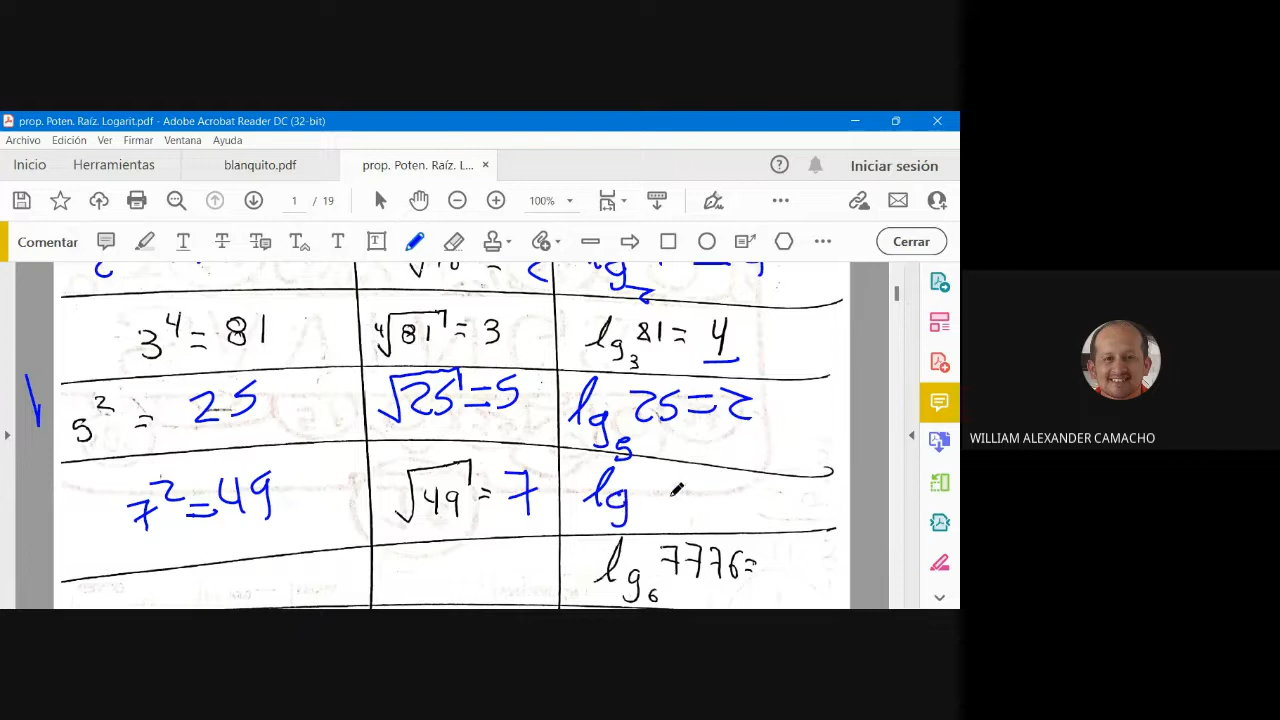 prop. Poten. Raíz. Logarit.pdf - Adobe Acrobat Reader DC (32-bit)
Archivo Edición Ver Firmar Ventana Ayuda
Inicio Herramientas blanquito.pdf prop. Poten. Raíz. L... × Iniciar sesión
1 / 19 100%
Comentar Cerrar
3⁴ = 81 ∜81 = 3 lg₃ 81 = 4
5² = 25 √25 = 5 lg₅ 25 = 2
7² = 49 √49 = 7 lg
lg₆ 7776 =
WILLIAM ALEXANDER CAMACHO